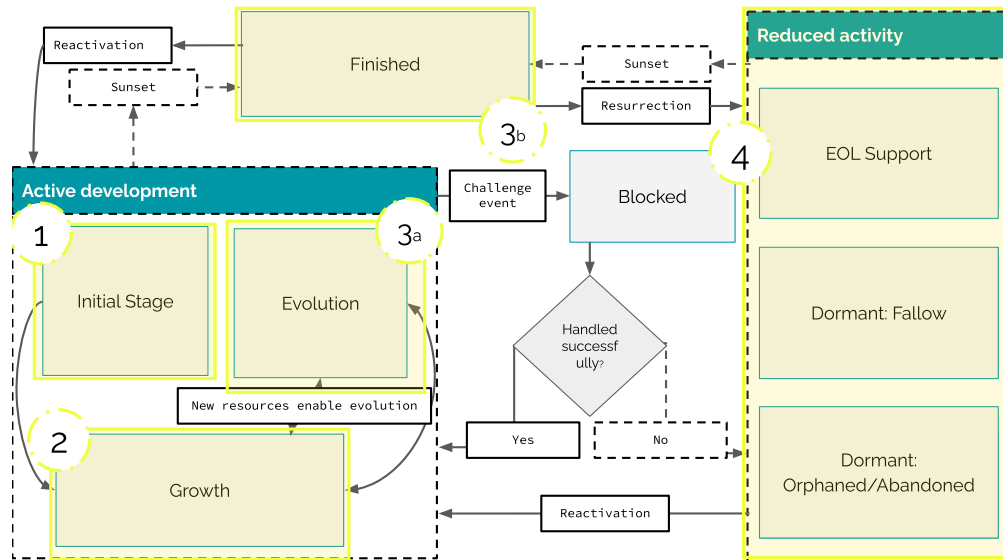 Reactivation
Sunset
Finished
3b
Sunset
Resurrection
Reduced activity
4
EOL Support
Dormant: Fallow
Dormant:
Orphaned/Abandoned
Active development
1
Initial Stage
3a
Evolution
New resources enable evolution
2
Growth
Challenge
event
Blocked
Handled
successf
ully?
Yes
No
Reactivation